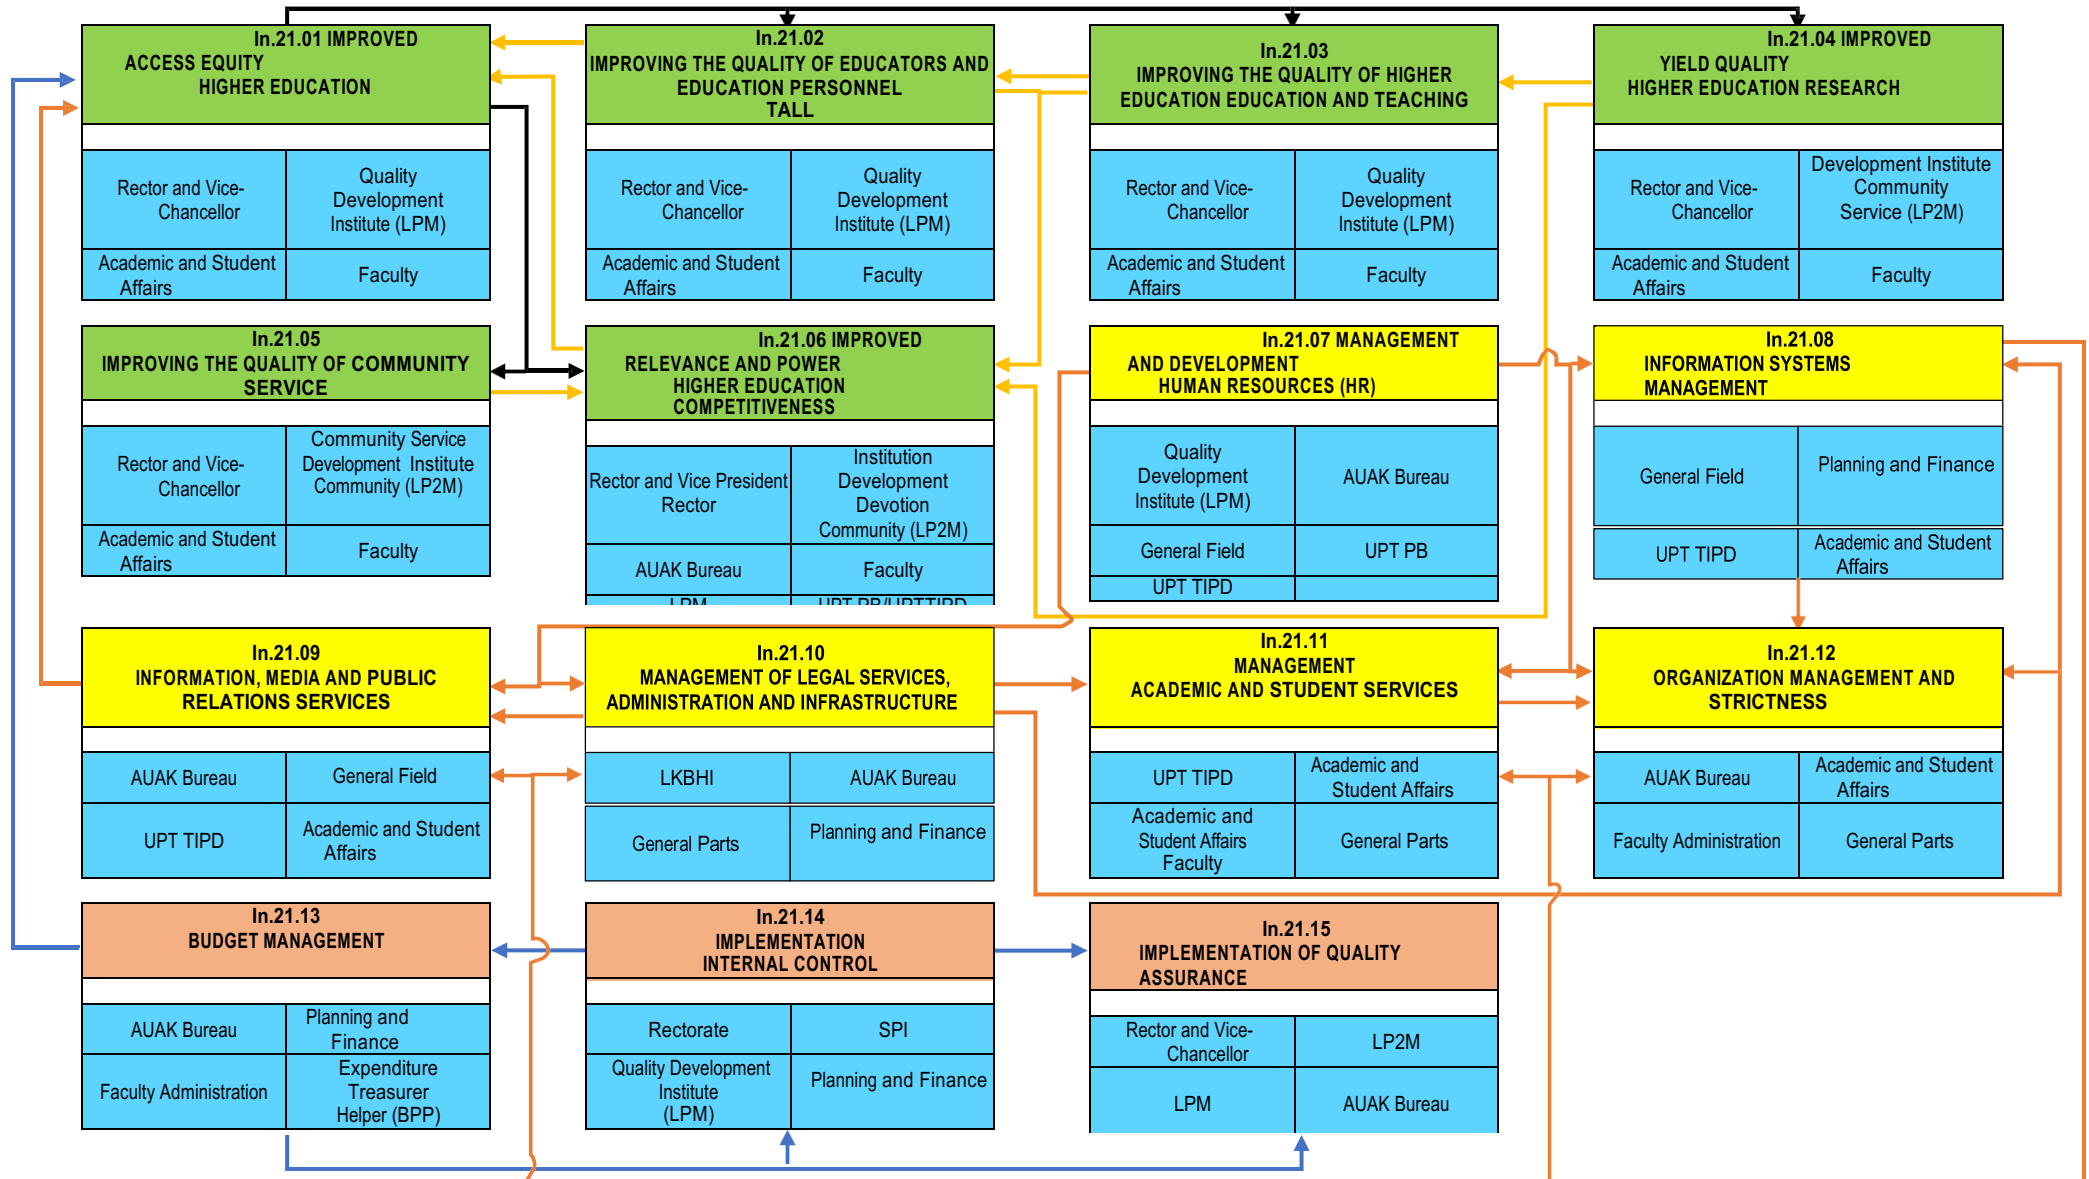 In.21.01 IMPROVED
ACCESS EQUITY
HIGHER EDUCATION
Rector and Vice-
Chancellor
Quality
Development
Institute (LPM)
Academic and Student
Affairs
Faculty
In.21.02
IMPROVING THE QUALITY OF EDUCATORS AND
EDUCATION PERSONNEL
TALL
Rector and Vice-
Chancellor
Quality
Development
Institute (LPM)
Academic and Student
Affairs
Faculty
In.21.03
IMPROVING THE QUALITY OF HIGHER
EDUCATION EDUCATION AND TEACHING
Rector and Vice-
Chancellor
Quality
Development
Institute (LPM)
Academic and Student
Affairs
Faculty
In.21.04 IMPROVED
YIELD QUALITY
HIGHER EDUCATION RESEARCH
Rector and Vice-
Chancellor
Development Institute
Community
Service (LP2M)
Academic and Student
Affairs
Faculty
In.21.05
IMPROVING THE QUALITY OF COMMUNITY
SERVICE
Rector and Vice-
Chancellor
Community Service
Development Institute
Community (LP2M)
Academic and Student
Affairs
Faculty
In.21.06 IMPROVED
RELEVANCE AND POWER
HIGHER EDUCATION
COMPETITIVENESS
Rector and Vice President
Rector
Institution
Development
Devotion
Community (LP2M)
AUAK Bureau
Faculty
LPM
UPT PB/UPTTIPD
In.21.07 MANAGEMENT
AND DEVELOPMENT
HUMAN RESOURCES (HR)
Quality
Development
Institute (LPM)
AUAK Bureau
General Field
UPT PB
UPT TIPD
In.21.08
INFORMATION SYSTEMS
MANAGEMENT
General Field
Planning and Finance
UPT TIPD
Academic and Student
Affairs
In.21.09
INFORMATION, MEDIA AND PUBLIC
RELATIONS SERVICES
AUAK Bureau
General Field
UPT TIPD
Academic and Student
Affairs
In.21.10
MANAGEMENT OF LEGAL SERVICES,
ADMINISTRATION AND INFRASTRUCTURE
LKBHI
AUAK Bureau
General Parts
Planning and Finance
In.21.11
MANAGEMENT
ACADEMIC AND STUDENT SERVICES
UPT TIPD
Academic and
Student Affairs
Academic and
Student Affairs
Faculty
General Parts
In.21.12
ORGANIZATION MANAGEMENT AND
STRICTNESS
AUAK Bureau
Academic and Student
Affairs
Faculty Administration
General Parts
In.21.13
BUDGET MANAGEMENT
AUAK Bureau
Planning and
Finance
Faculty Administration
Expenditure
Treasurer
Helper (BPP)
In.21.14
IMPLEMENTATION
INTERNAL CONTROL
Rectorate
SPI
Quality Development
Institute
(LPM)
Planning and Finance
In.21.15
IMPLEMENTATION OF QUALITY
ASSURANCE
Rector and Vice-
Chancellor
LP2M
LPM
AUAK Bureau